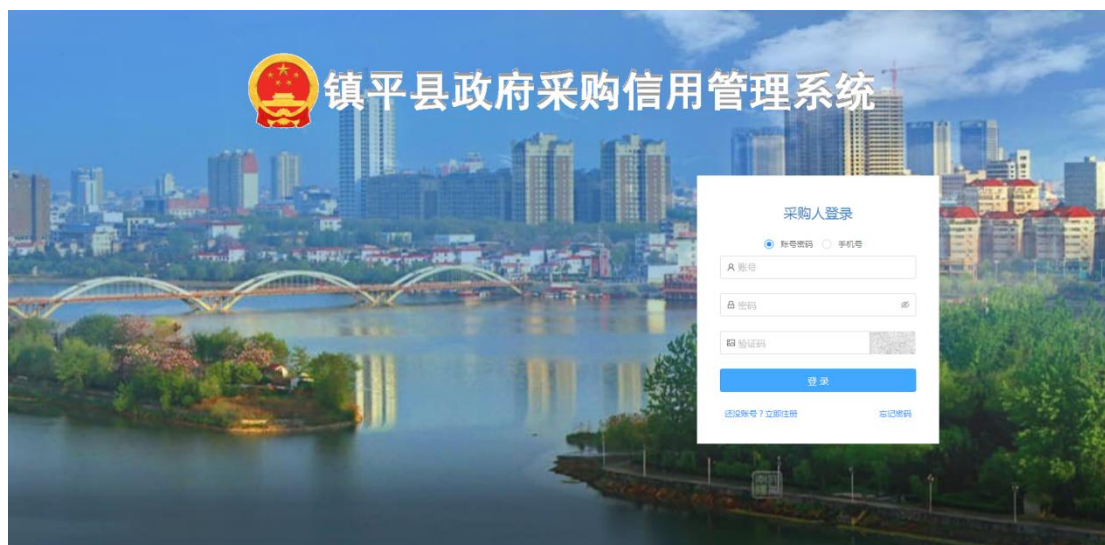 镇平县政府采购信用管理系统
采购人登录
账号密码 手机号
账号
密码
验证码
登录
还没账号？立即注册 忘记密码